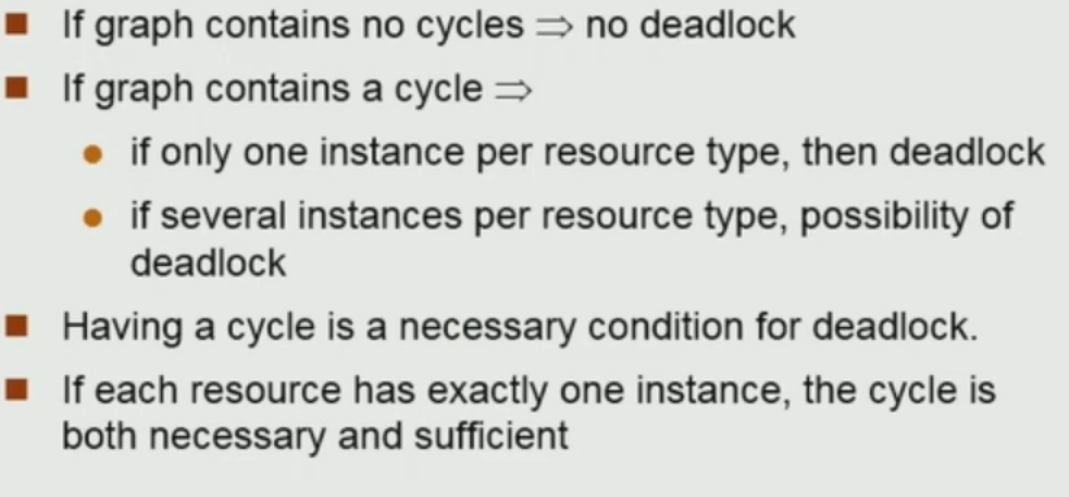 If graph contains no cycles ⇒ no deadlock
If graph contains a cycle ⇒
if only one instance per resource type, then deadlock
if several instances per resource type, possibility of
deadlock
Having a cycle is a necessary condition for deadlock.
If each resource has exactly one instance, the cycle is
both necessary and sufficient